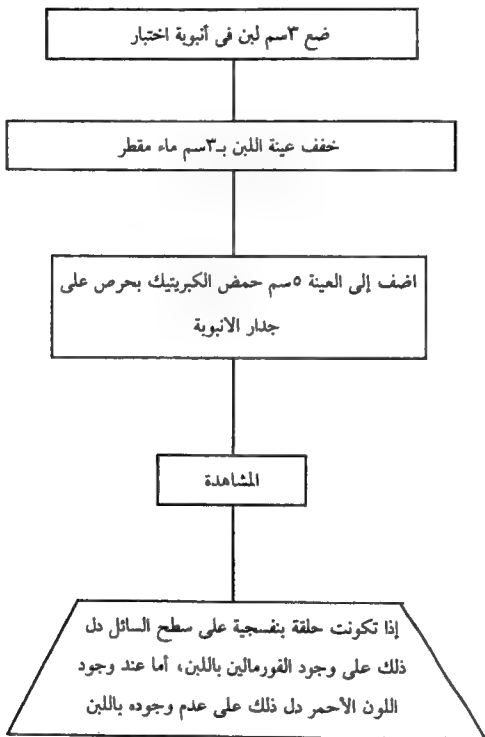 ضع ٣سم لبن فى أنبوبة اختبار
خفف عينة اللبن بـ٣سم ماء مقطر
اضف إلى العينة ٥سم حمض الكبريتيك بحرص على
جدار الانبوبة
المشاهدة
إذا تكونت حلقة بنفسجية على سطح السائل دل
ذلك على وجود الفورمالين باللبن، أما عند وجود
اللون الأحمر دل ذلك على عدم وجوده باللبن